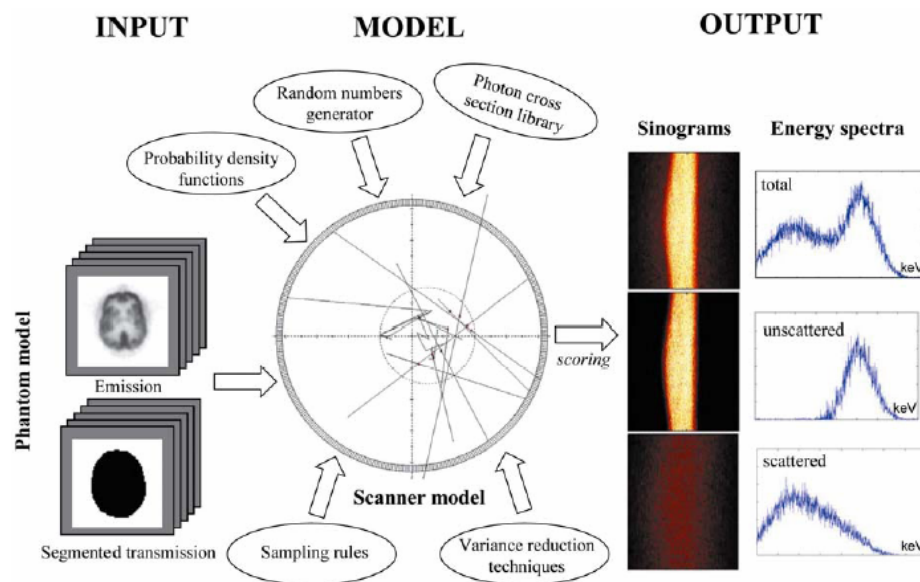 INPUT
MODEL
OUTPUT
Random numbers
generator
Photon cross
section library
Probability density
functions
Sinograms
Energy spectra
total
keV
Phantom model
Emission
scoring
unscattered
keV
Segmented transmission
Scanner model
Sampling rules
Variance reduction
techniques
scattered
keV